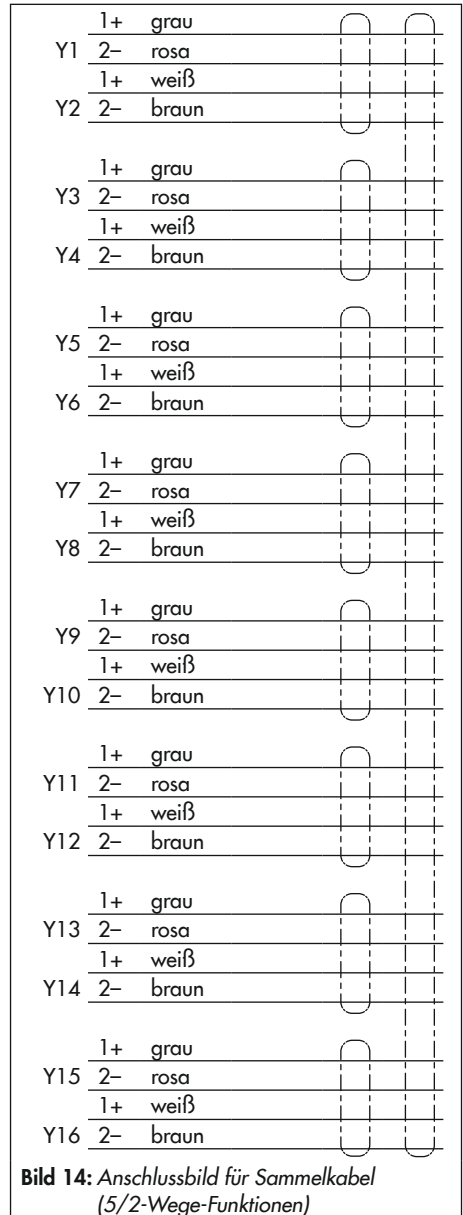 1+ grau
Y1 2– rosa
1+ weiß
Y2 2– braun
1+ grau
Y3 2– rosa
1+ weiß
Y4 2– braun
1+ grau
Y5 2– rosa
1+ weiß
Y6 2– braun
1+ grau
Y7 2– rosa
1+ weiß
Y8 2– braun
1+ grau
Y9 2– rosa
1+ weiß
Y10 2– braun
1+ grau
Y11 2– rosa
1+ weiß
Y12 2– braun
1+ grau
Y13 2– rosa
1+ weiß
Y14 2– braun
1+ grau
Y15 2– rosa
1+ weiß
Y16 2– braun
Bild 14: Anschlussbild für Sammelkabel
(5/2-Wege-Funktionen)